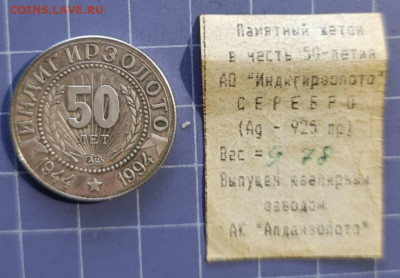 COINS.LAVE.RU
ИНДИГИРЗОЛОТО
50
ЛЕТ
1944 ★ 1994
Памятный жетон
в честь 50-летия
АО "Индигирзолото"
СЕРЕБРО
(Ag - 925 пр)
Вес = 9 78
Выпущен ювелирным
заводом
АК "Алданзолото"